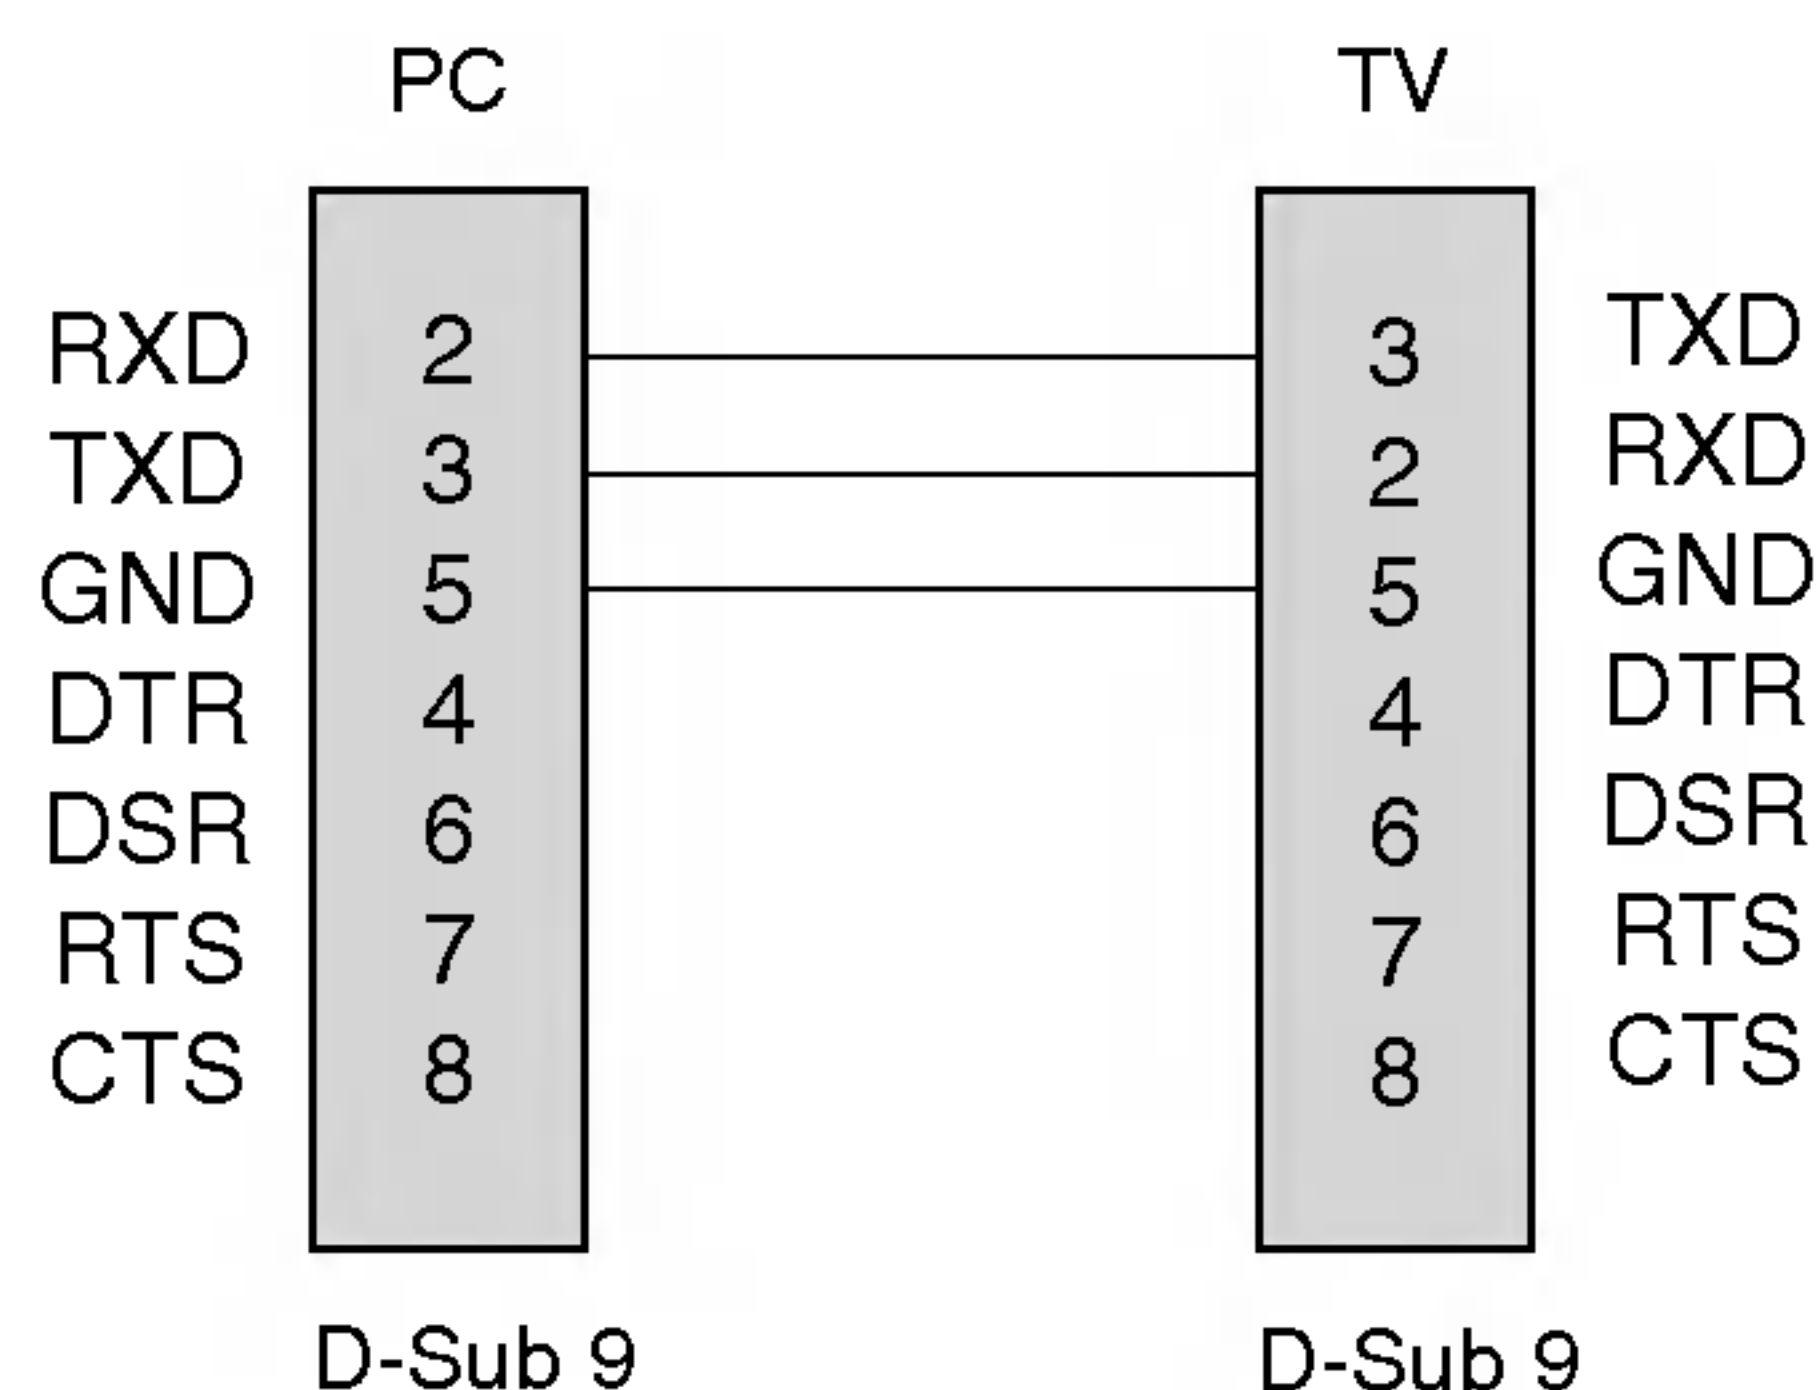 PC TV
RXD 2 3 TXD
TXD 3 2 RXD
GND 5 5 GND
DTR 4 4 DTR
DSR 6 6 DSR
RTS 7 7 RTS
CTS 8 8 CTS
D-Sub 9 D-Sub 9